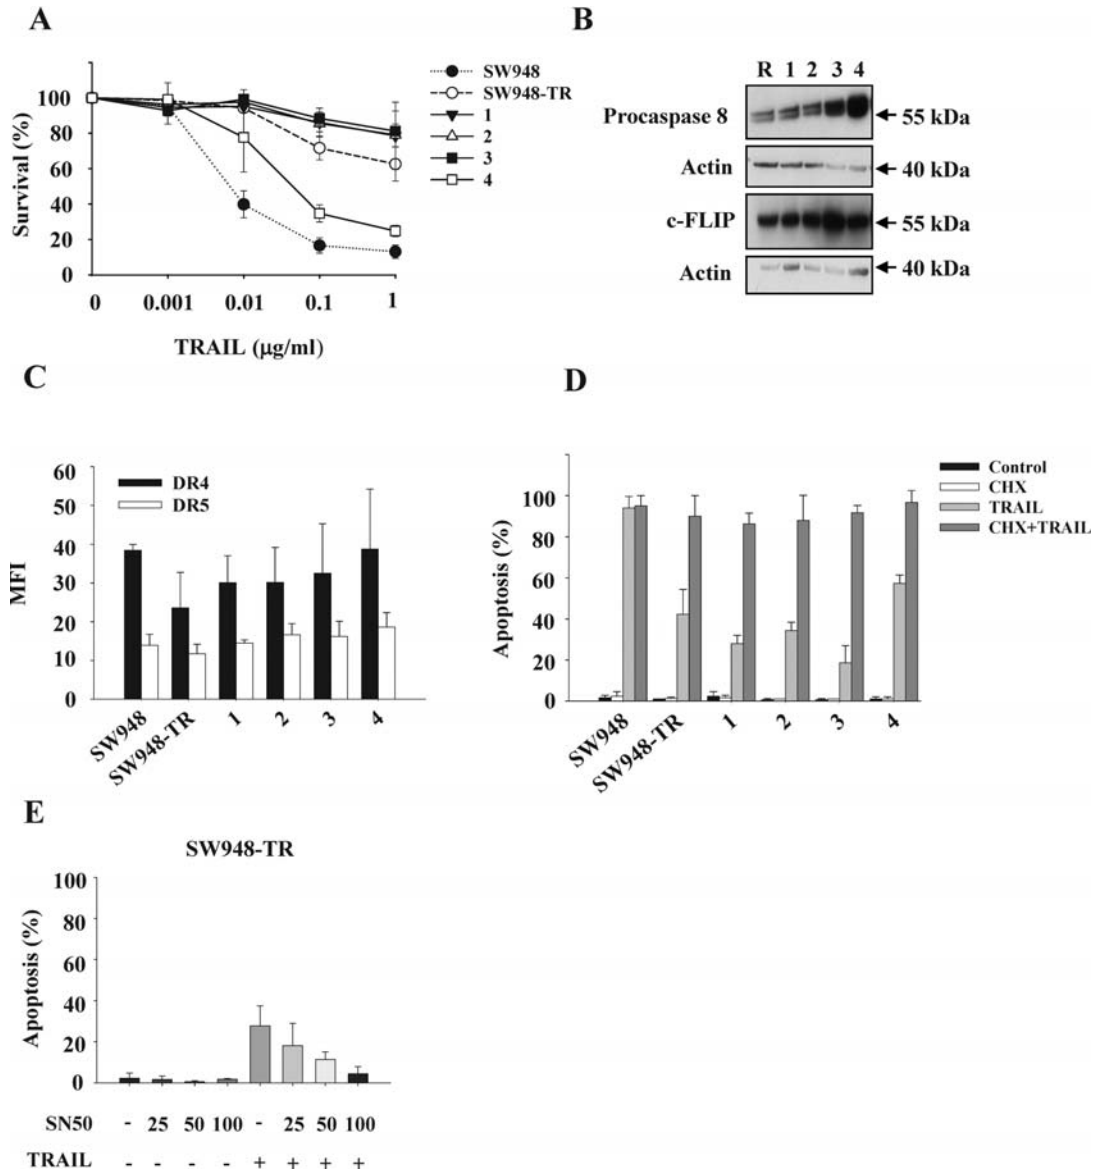 A
100
80
60
40
20
0
Survival (%)
0 0.001 0.01 0.1 1
TRAIL (μg/ml)
SW948
SW948-TR
1
2
3
4
B
R 1 2 3 4
Procaspase 8 55 kDa
Actin 40 kDa
c-FLIP 55 kDa
Actin 40 kDa
C
60
50
40
30
20
10
0
MFI
DR4
DR5
SW948 SW948-TR 1 2 3 4
D
100
80
60
40
20
0
Apoptosis (%)
Control
CHX
TRAIL
CHX+TRAIL
SW948 SW948-TR 1 2 3 4
E
SW948-TR
100
80
60
40
20
0
Apoptosis (%)
SN50 - 25 50 100 - 25 50 100
TRAIL - - - - + + + +